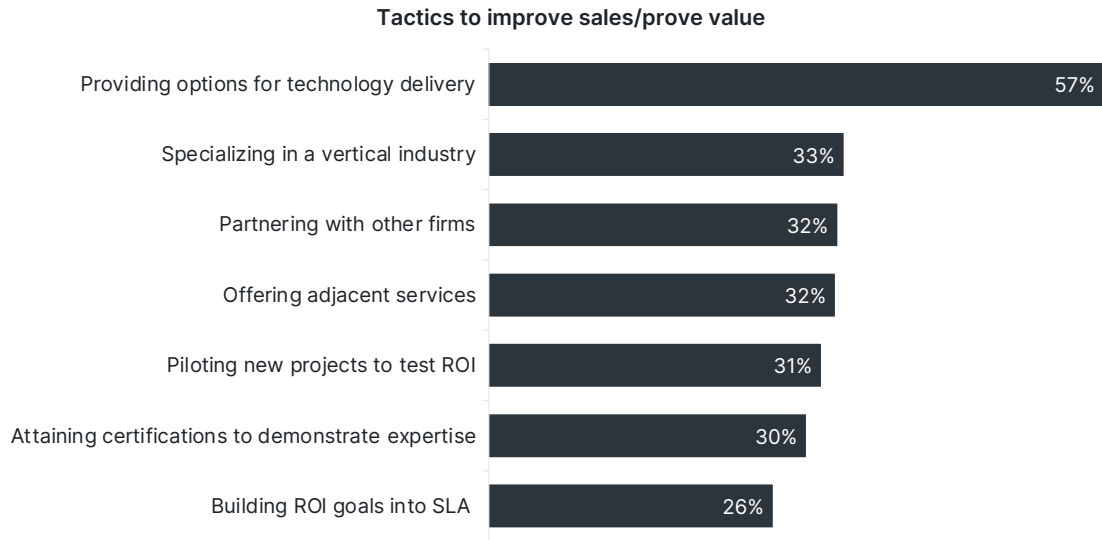 Tactics to improve sales/prove value
Providing options for technology delivery 57%
Specializing in a vertical industry 33%
Partnering with other firms 32%
Offering adjacent services 32%
Piloting new projects to test ROI 31%
Attaining certifications to demonstrate expertise 30%
Building ROI goals into SLA 26%